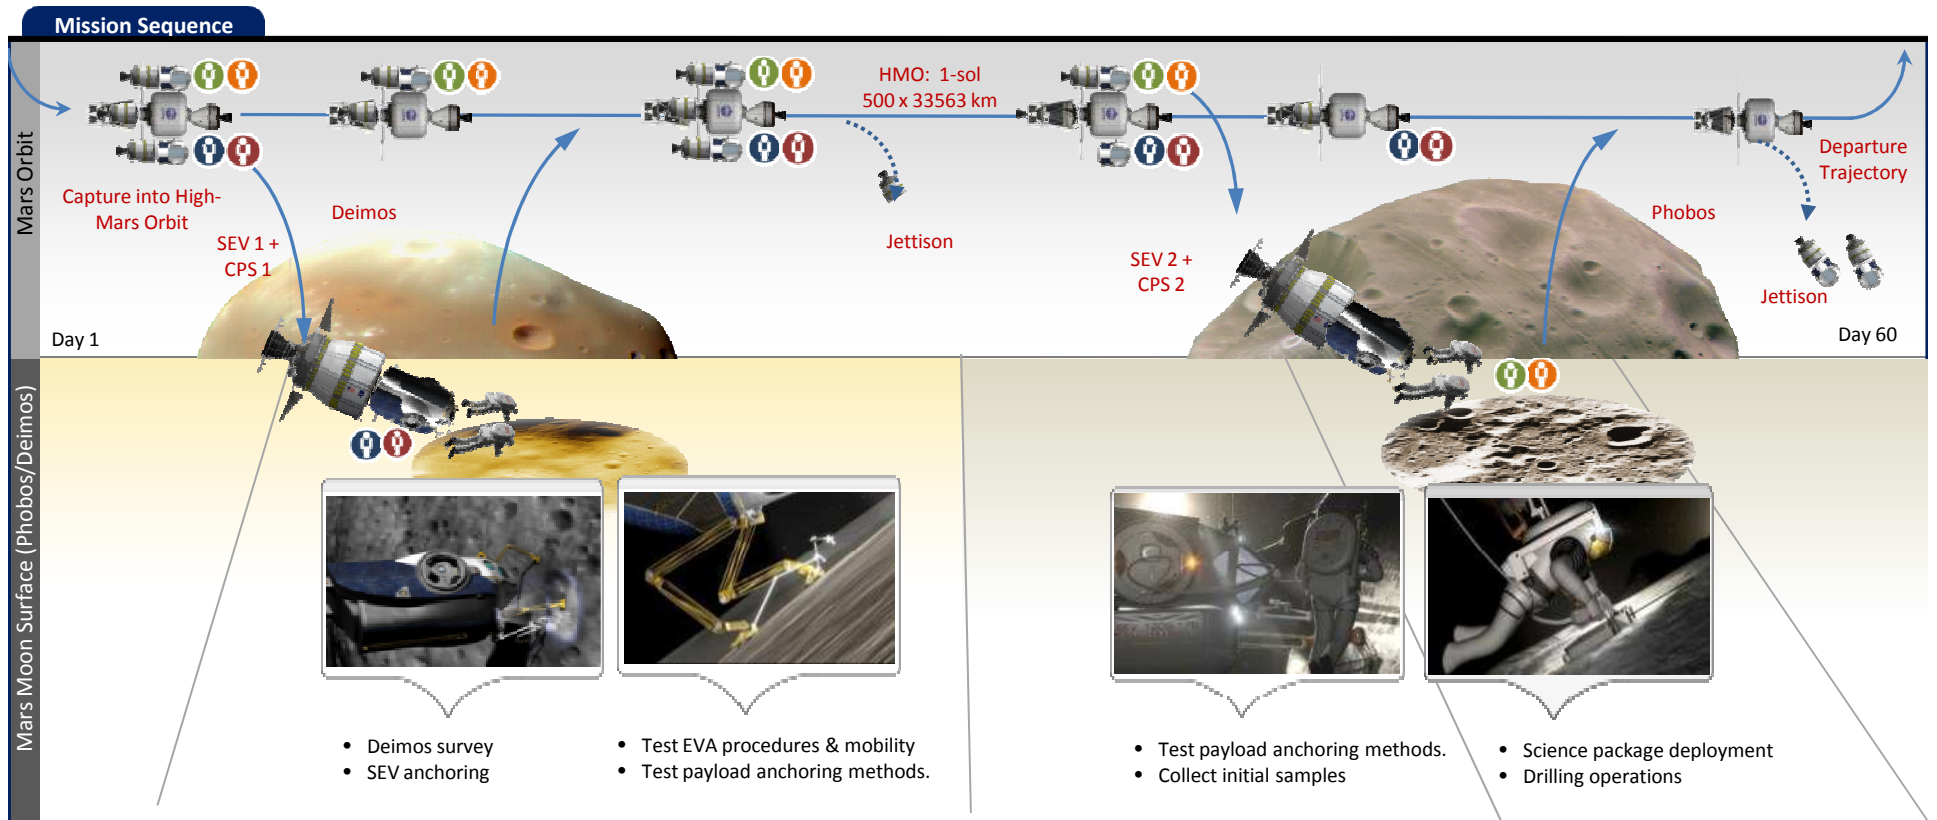 Mission Sequence
Mars Orbit
Capture into High-
Mars Orbit
SEV 1 +
CPS 1
Deimos
HMO:  1-sol
500 x 33563 km
Jettison
SEV 2 +
CPS 2
Phobos
Departure
Trajectory
Jettison
Day 1
Day 60
Mars Moon Surface (Phobos/Deimos)
• Deimos survey
• SEV anchoring
• Test EVA procedures & mobility
• Test payload anchoring methods.
• Test payload anchoring methods.
• Collect initial samples
• Science package deployment
• Drilling operations